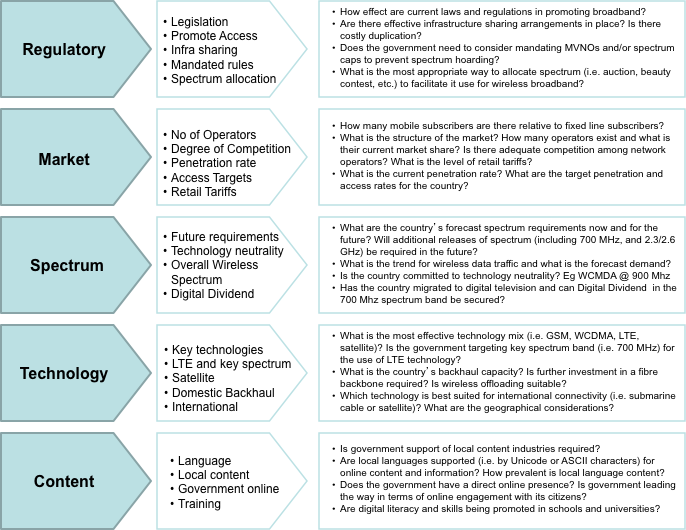 Regulatory
• Legislation
• Promote Access
• Infra sharing
• Mandated rules
• Spectrum allocation
• How effect are current laws and regulations in promoting broadband?
• Are there effective infrastructure sharing arrangements in place? Is there
costly duplication?
• Does the government need to consider mandating MVNOs and/or spectrum
caps to prevent spectrum hoarding?
• What is the most appropriate way to allocate spectrum (i.e. auction, beauty
contest, etc.) to facilitate it use for wireless broadband?
Market
• No of Operators
• Degree of Competition
• Penetration rate
• Access Targets
• Retail Tariffs
• How many mobile subscribers are there relative to fixed line subscribers?
• What is the structure of the market? How many operators exist and what is
their current market share? Is there adequate competition among network
operators? What is the level of retail tariffs?
• What is the current penetration rate? What are the target penetration and
access rates for the country?
Spectrum
• Future requirements
• Technology neutrality
• Overall Wireless
Spectrum
• Digital Dividend
• What are the country's forecast spectrum requirements now and for the
future? Will additional releases of spectrum (including 700 MHz, and 2.3/2.6
GHz) be required in the future?
• What is the trend for wireless data traffic and what is the forecast demand?
• Is the country committed to technology neutrality? Eg WCMDA @ 900 Mhz
• Has the country migrated to digital television and can Digital Dividend in the
700 Mhz spectrum band be secured?
Technology
• Key technologies
• LTE and key spectrum
• Satellite
• Domestic Backhaul
• International
• What is the most effective technology mix (i.e. GSM, WCDMA, LTE,
satellite)? Is the government targeting key spectrum band (i.e. 700 MHz) for
the use of LTE technology?
• What is the country's backhaul capacity? Is further investment in a fibre
backbone required? Is wireless offloading suitable?
• Which technology is best suited for international connectivity (i.e. submarine
cable or satellite)? What are the geographical considerations?
Content
• Language
• Local content
• Government online
• Training
• Is government support of local content industries required?
• Are local languages supported (i.e. by Unicode or ASCII characters) for
online content and information? How prevalent is local language content?
• Does the government have a direct online presence? Is government leading
the way in terms of online engagement with its citizens?
• Are digital literacy and skills being promoted in schools and universities?